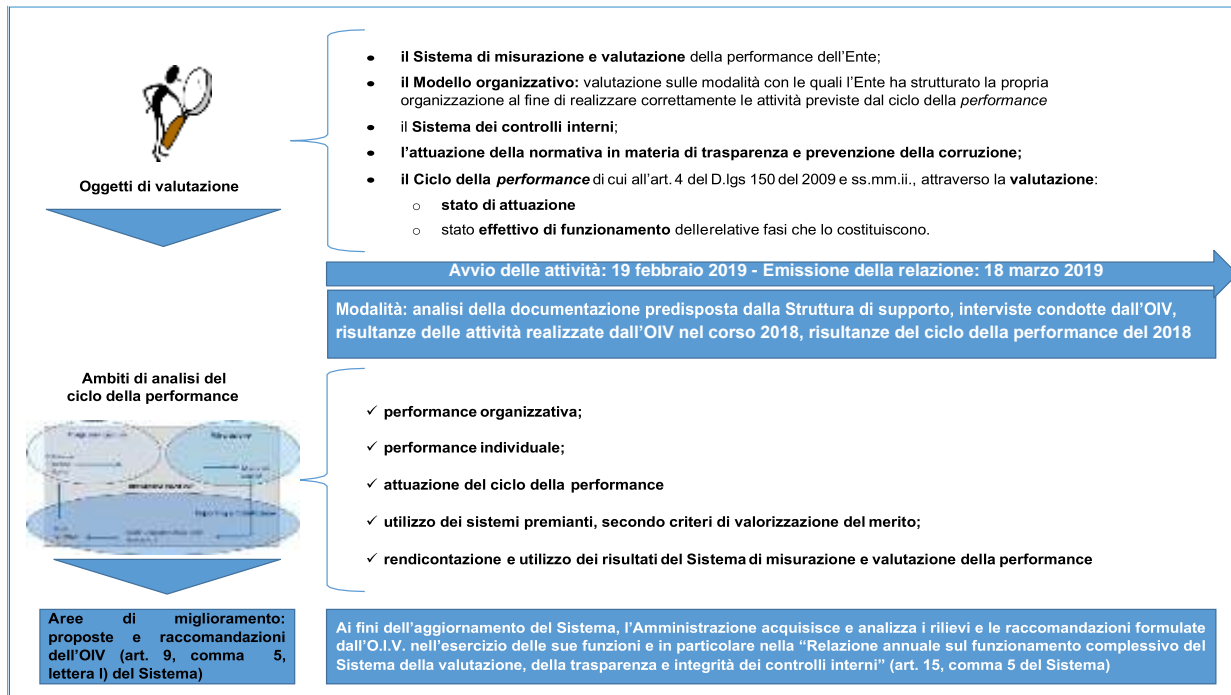 • il Sistema di misurazione e valutazione della performance dell'Ente;
• il Modello organizzativo: valutazione sulle modalità con le quali l'Ente ha strutturato la propria
organizzazione al fine di realizzare correttamente le attività previste dal ciclo della performance
• il Sistema dei controlli interni;
• l'attuazione della normativa in materia di trasparenza e prevenzione della corruzione;
Oggetti di valutazione
• il Ciclo della performance di cui all'art. 4 del D.lgs 150 del 2009 e ss.mm.ii., attraverso la valutazione:
o stato di attuazione
o stato effettivo di funzionamento dellerelative fasi che lo costituiscono.
Avvio delle attività: 19 febbraio 2019 - Emissione della relazione: 18 marzo 2019
Modalità: analisi della documentazione predisposta dalla Struttura di supporto, interviste condotte dall'OIV,
risultanze delle attività realizzate dall'OIV nel corso 2018, risultanze del ciclo della performance del 2018
Ambiti di analisi del
ciclo della performance
✓ performance organizzativa;
✓ performance individuale;
✓ attuazione del ciclo della performance
✓ utilizzo dei sistemi premianti, secondo criteri di valorizzazione del merito;
✓ rendicontazione e utilizzo dei risultati del Sistema di misurazione e valutazione della performance
Aree di miglioramento:
proposte e raccomandazioni
dell'OIV (art. 9, comma 5,
lettera l) del Sistema)
Ai fini dell'aggiornamento del Sistema, l'Amministrazione acquisisce e analizza i rilievi e le raccomandazioni formulate
dall'O.I.V. nell'esercizio delle sue funzioni e in particolare nella “Relazione annuale sul funzionamento complessivo del
Sistema della valutazione, della trasparenza e integrità dei controlli interni” (art. 15, comma 5 del Sistema)